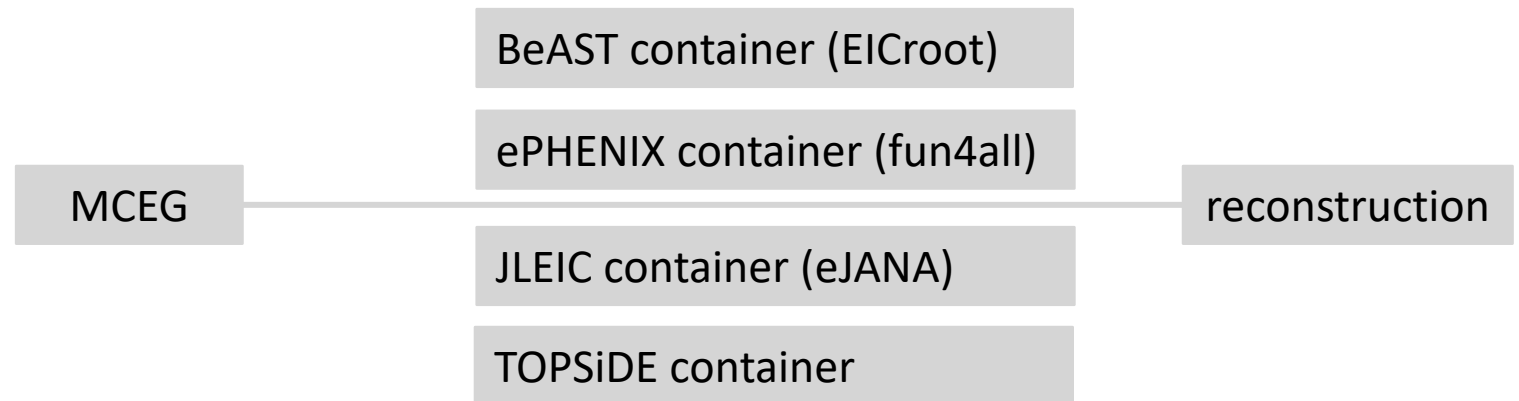 BeAST container (EICroot)
ePHENIX container (fun4all)
MCEG
reconstruction
JLEIC container (eJANA)
TOPSiDE container